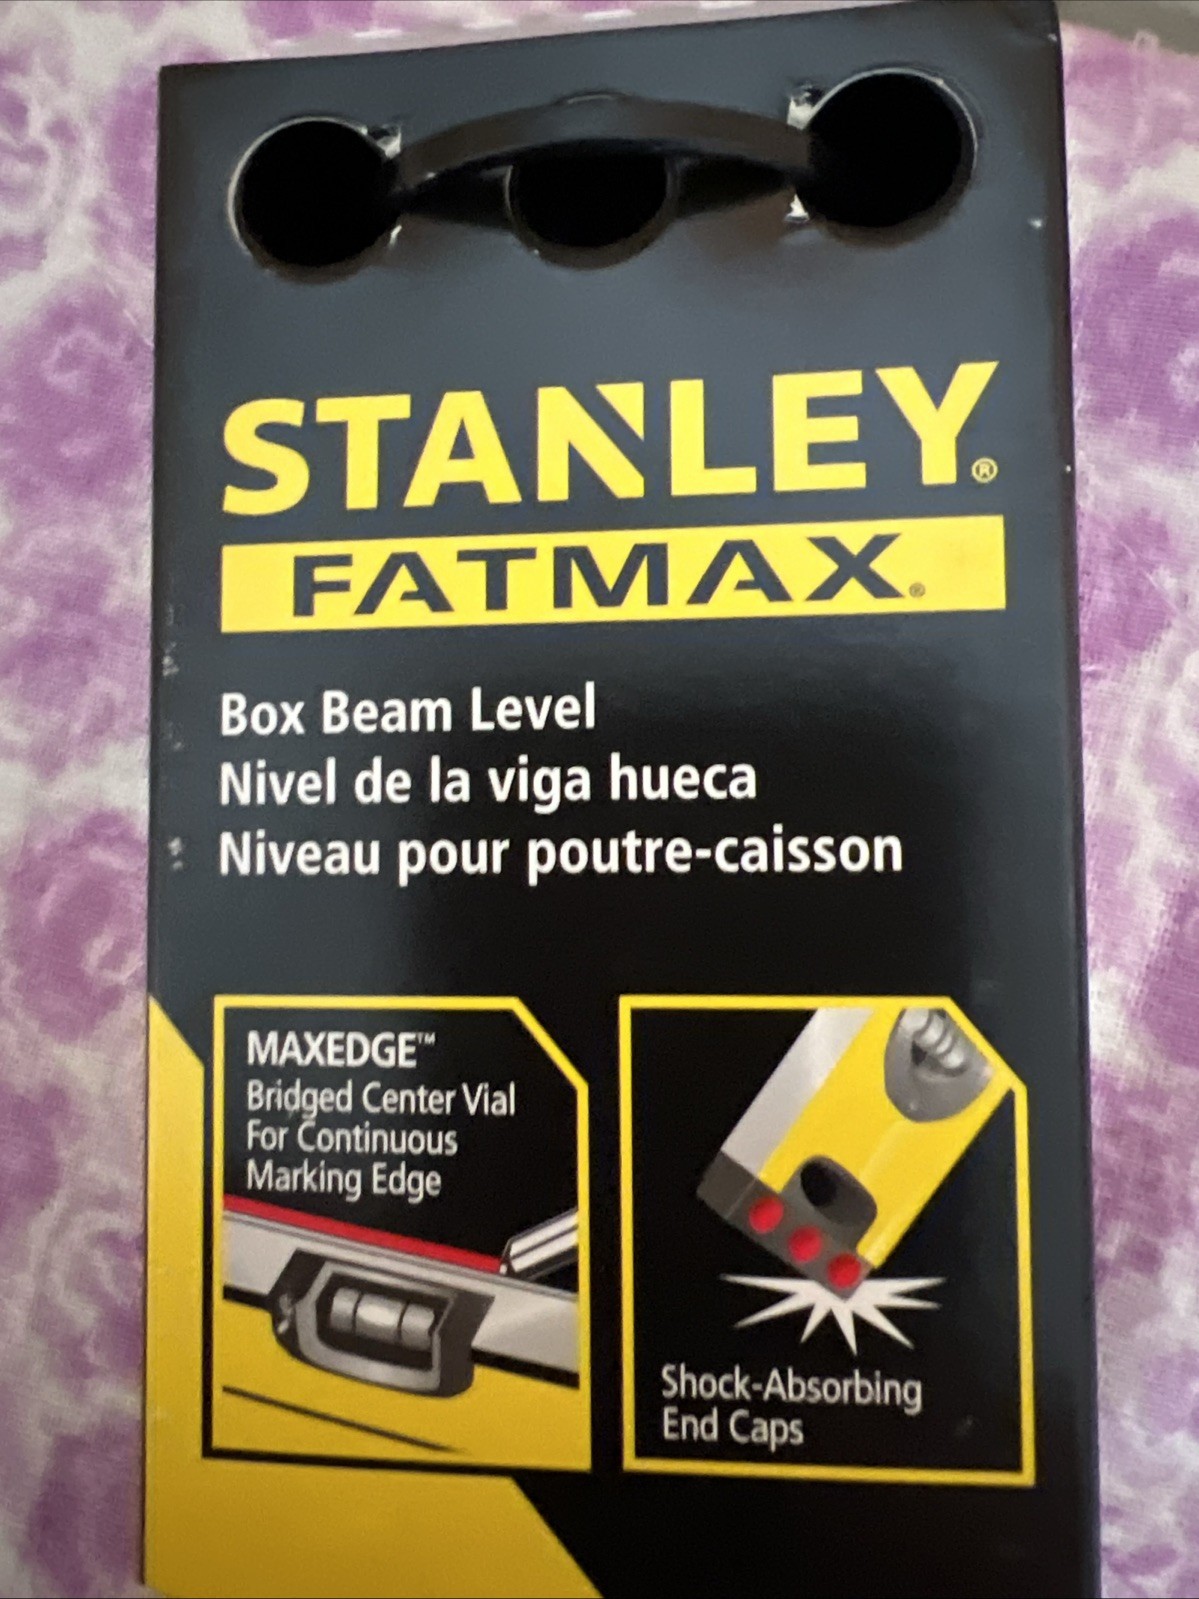 STANLEY®
FATMAX®
Box Beam Level
Nivel de la viga hueca
Niveau pour poutre-caisson
MAXEDGE™
Bridged Center Vial
For Continuous
Marking Edge
Shock-Absorbing
End Caps